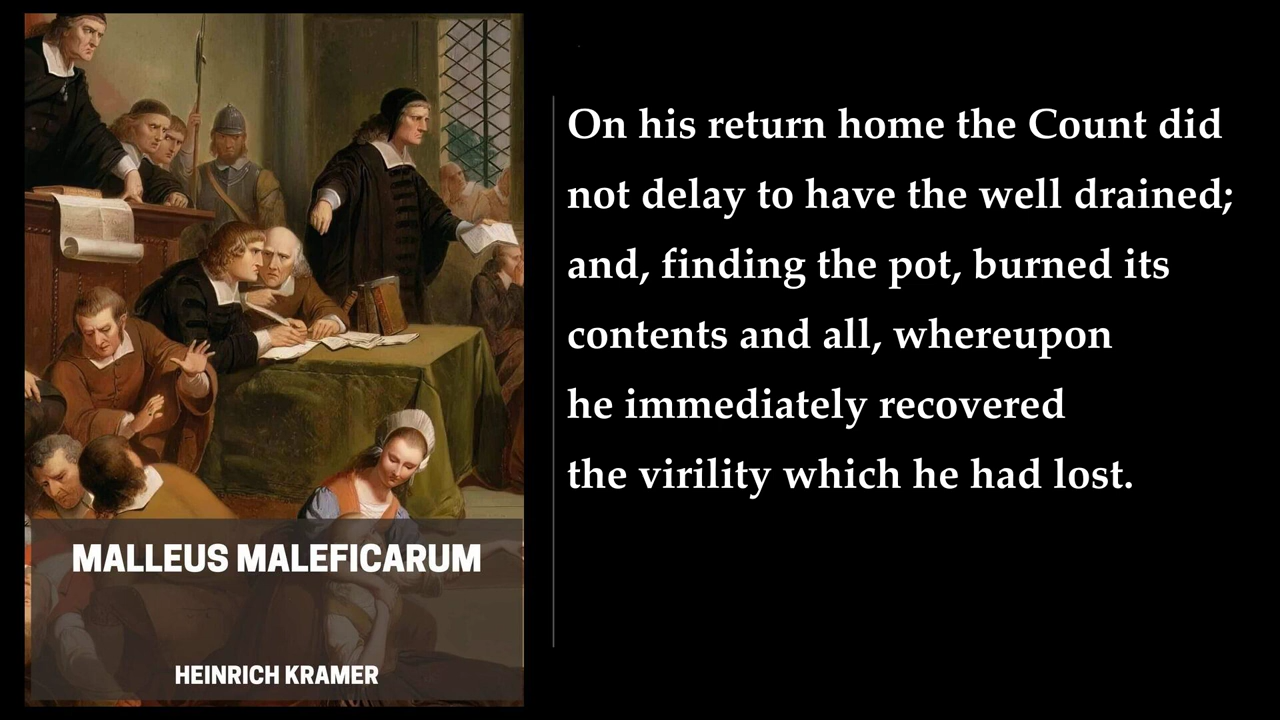 On his return home the Count did
not delay to have the well drained;
and, finding the pot, burned its
contents and all, whereupon
he immediately recovered
the virility which he had lost.
MALLEUS MALEFICARUM
HEINRICH KRAMER